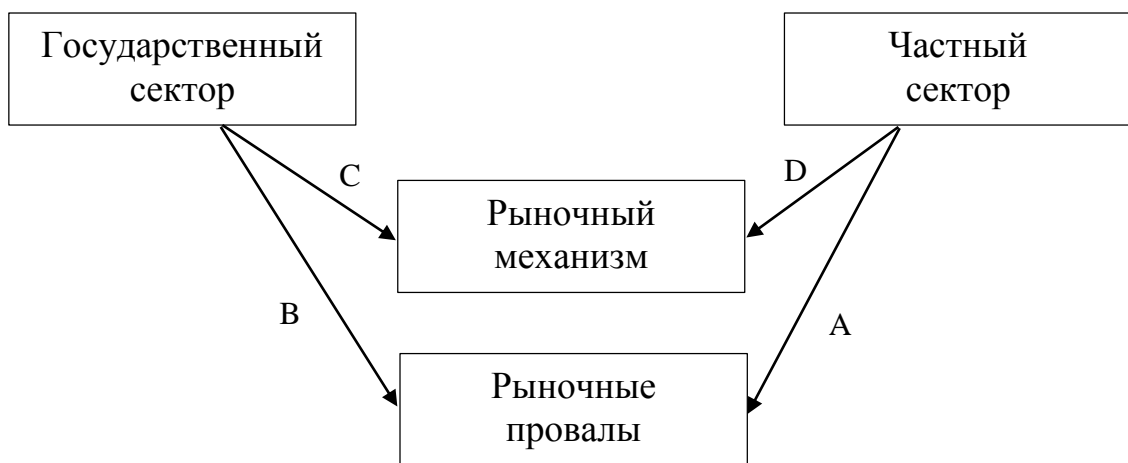 Государственный
сектор
Частный
сектор
C
D
Рыночный
механизм
B
A
Рыночные
провалы